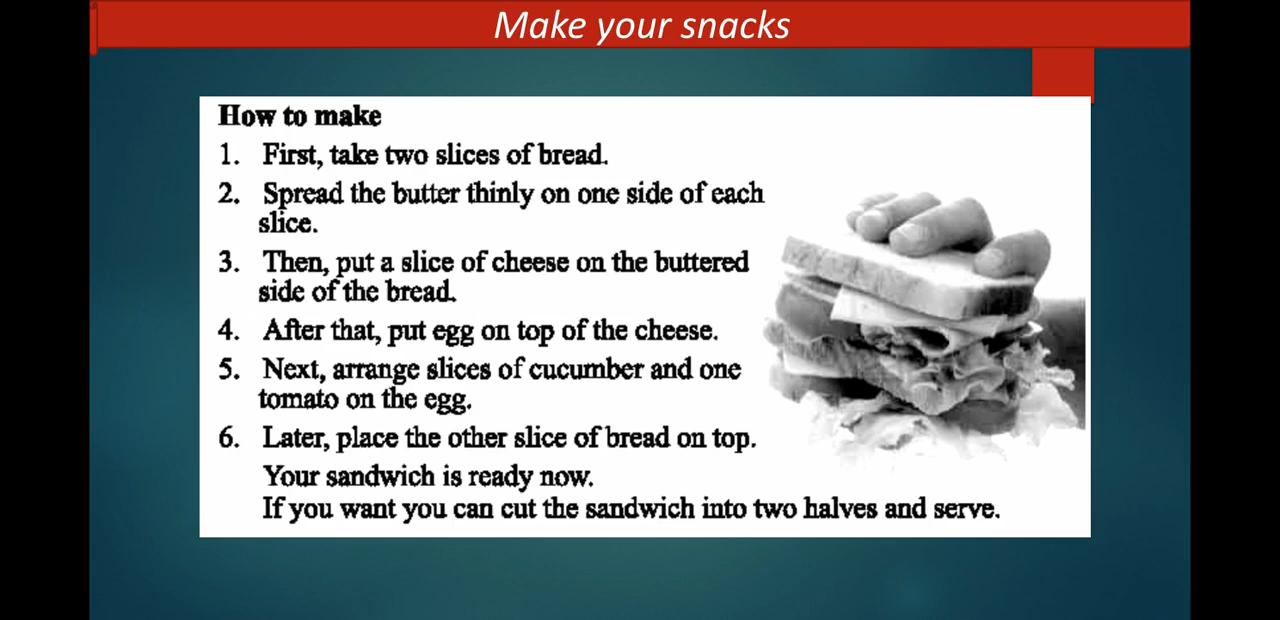 Make your snacks
How to make
1. First, take two slices of bread.
2. Spread the butter thinly on one side of each
slice.
3. Then, put a slice of cheese on the buttered
side of the bread.
4. After that, put egg on top of the cheese.
5. Next, arrange slices of cucumber and one
tomato on the egg.
6. Later, place the other slice of bread on top.
Your sandwich is ready now.
If you want you can cut the sandwich into two halves and serve.